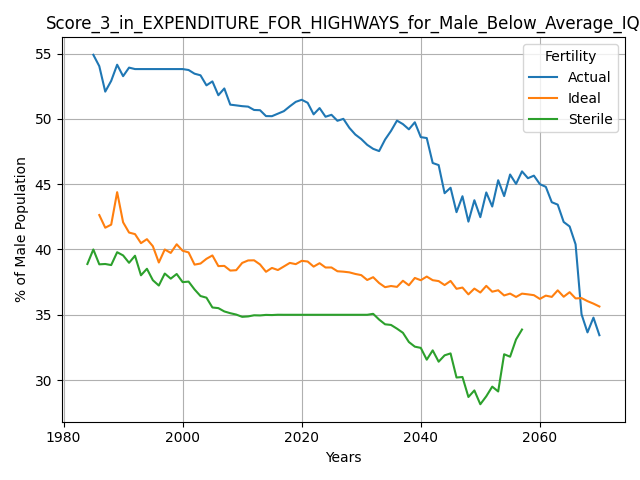 Score_3_in_EXPENDITURE_FOR_HIGHWAYS_for_Male_Below_Average_IQ
% of Male Population
55
50
45
40
35
30
Fertility
Actual
Ideal
Sterile
1980
2000
2020
2040
2060
Years